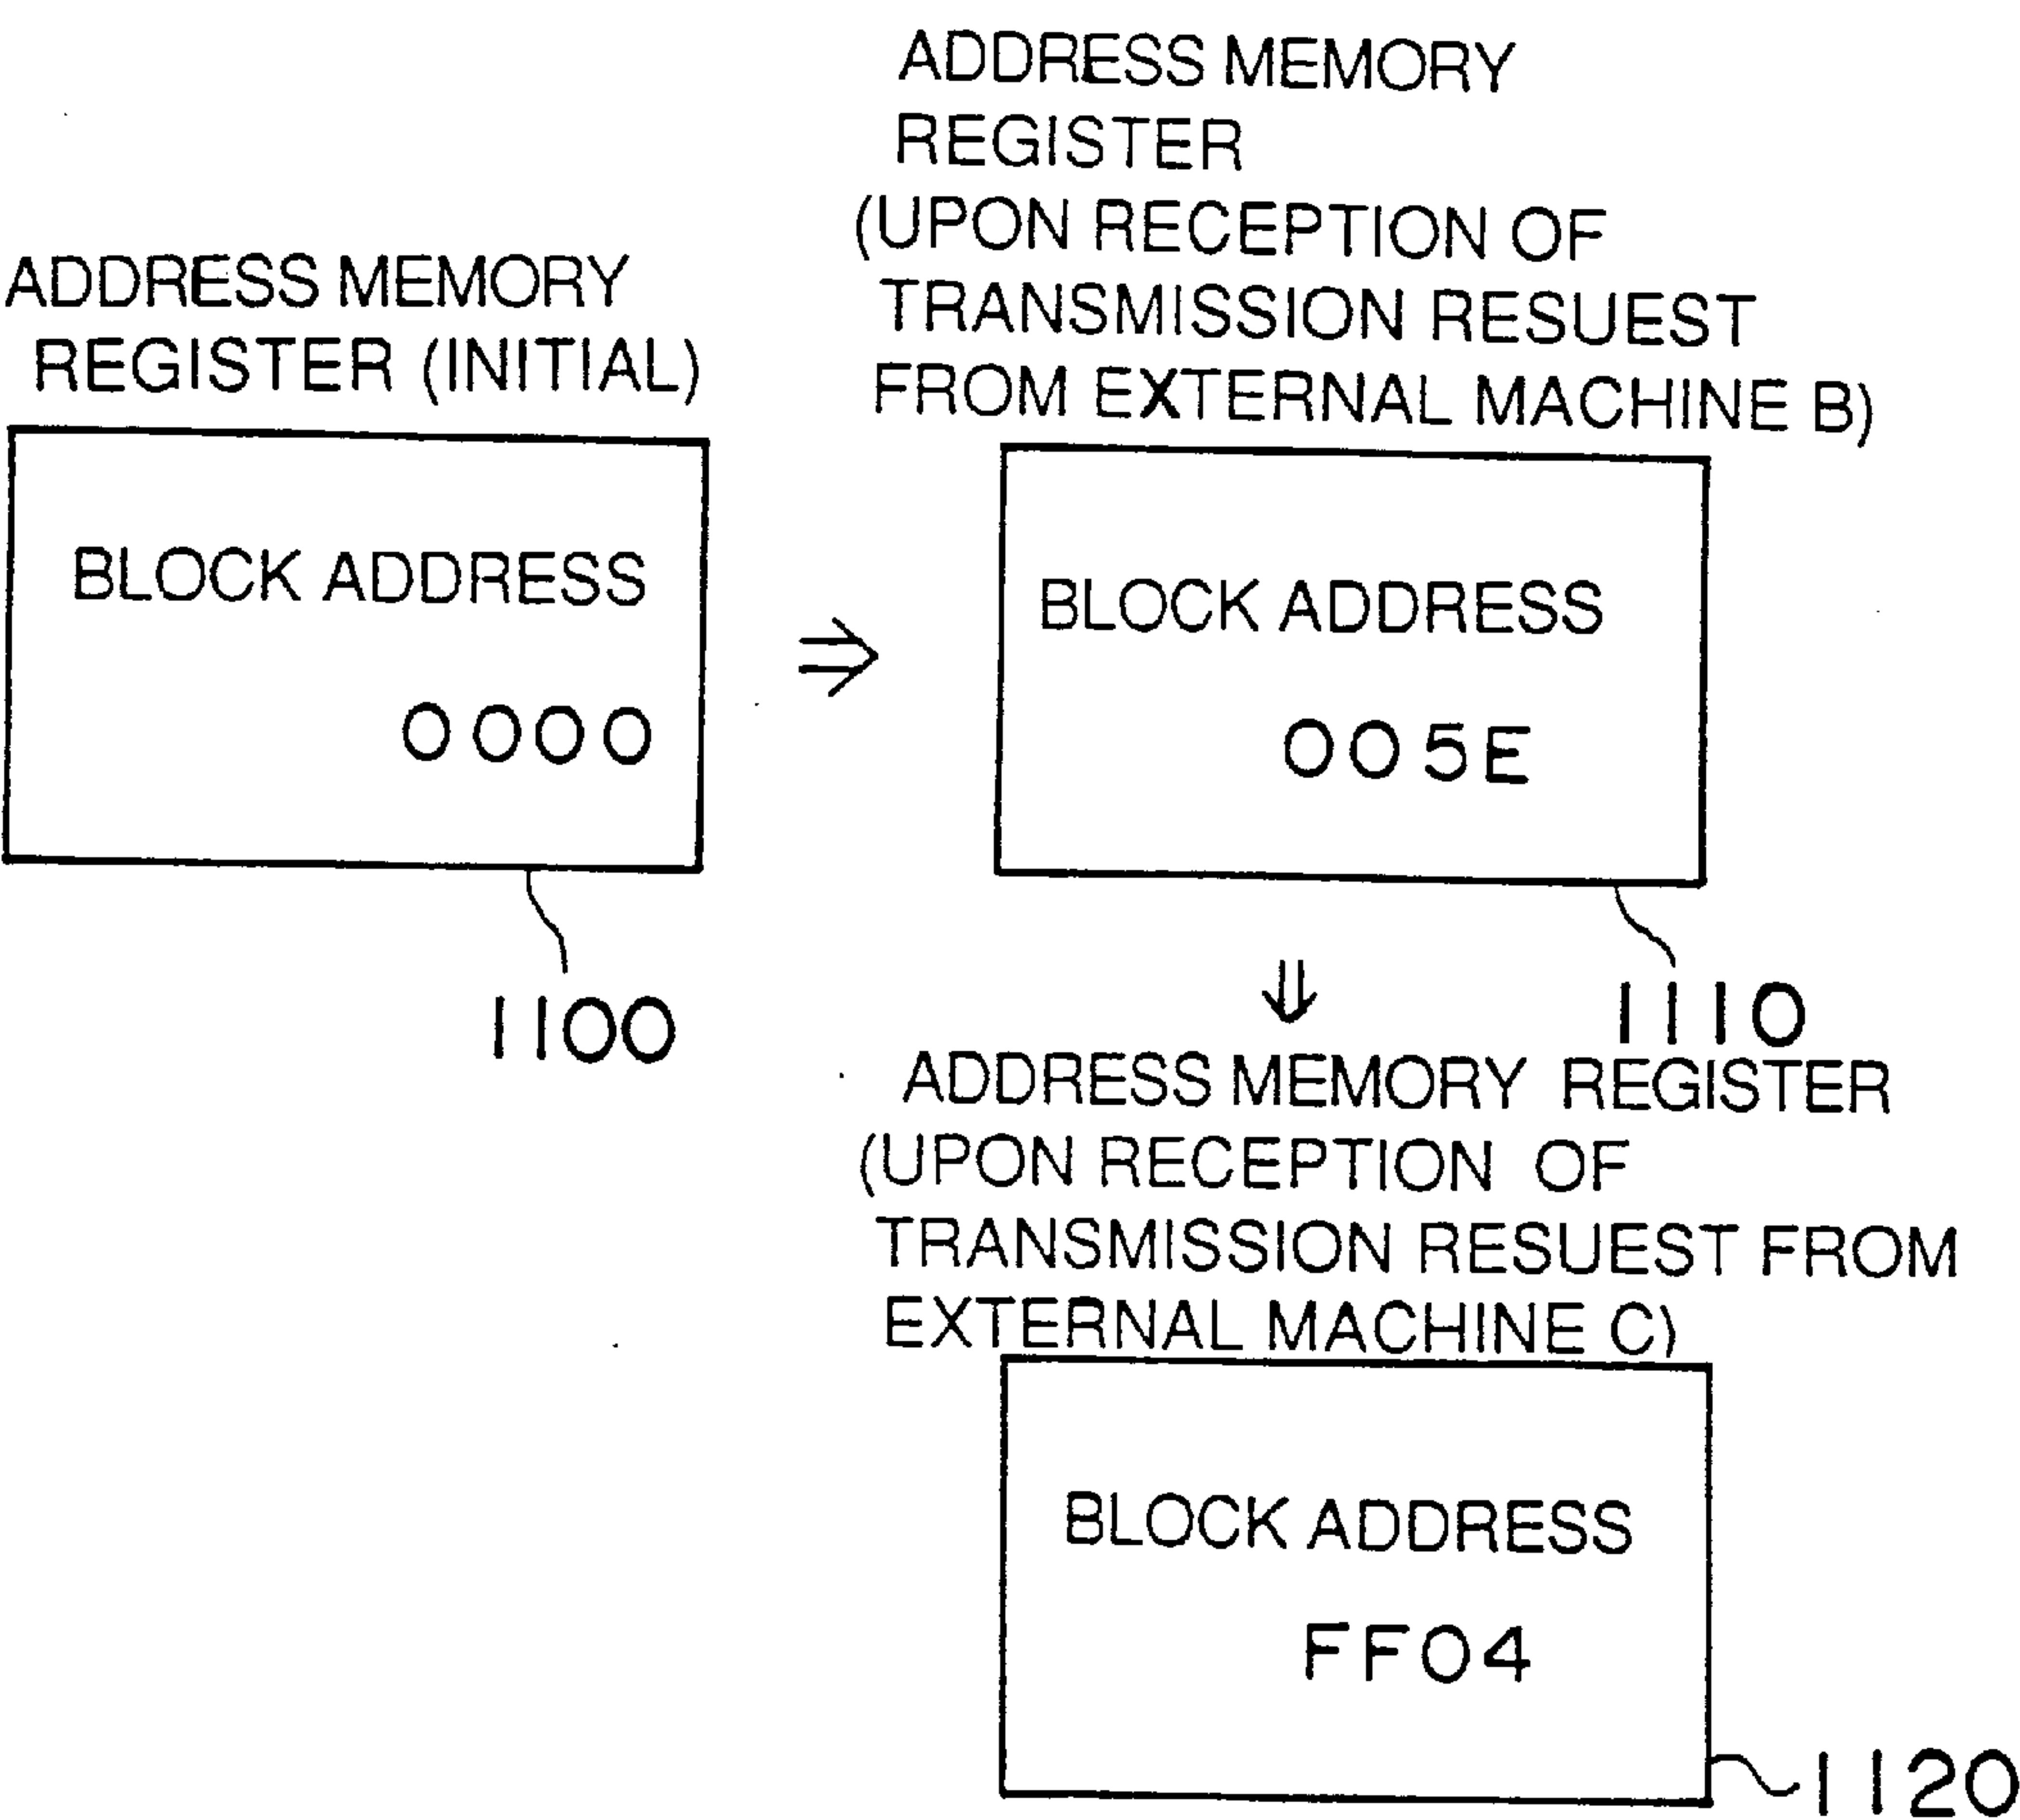 ADDRESS MEMORY
REGISTER (INITIAL)
BLOCK ADDRESS
0000
1100
ADDRESS MEMORY
REGISTER
(UPON RECEPTION OF
TRANSMISSION RESUEST
FROM EXTERNAL MACHINE B)
BLOCK ADDRESS
005E
1110
ADDRESS MEMORY REGISTER
(UPON RECEPTION OF
TRANSMISSION RESUEST FROM
EXTERNAL MACHINE C)
BLOCK ADDRESS
FF04
1120